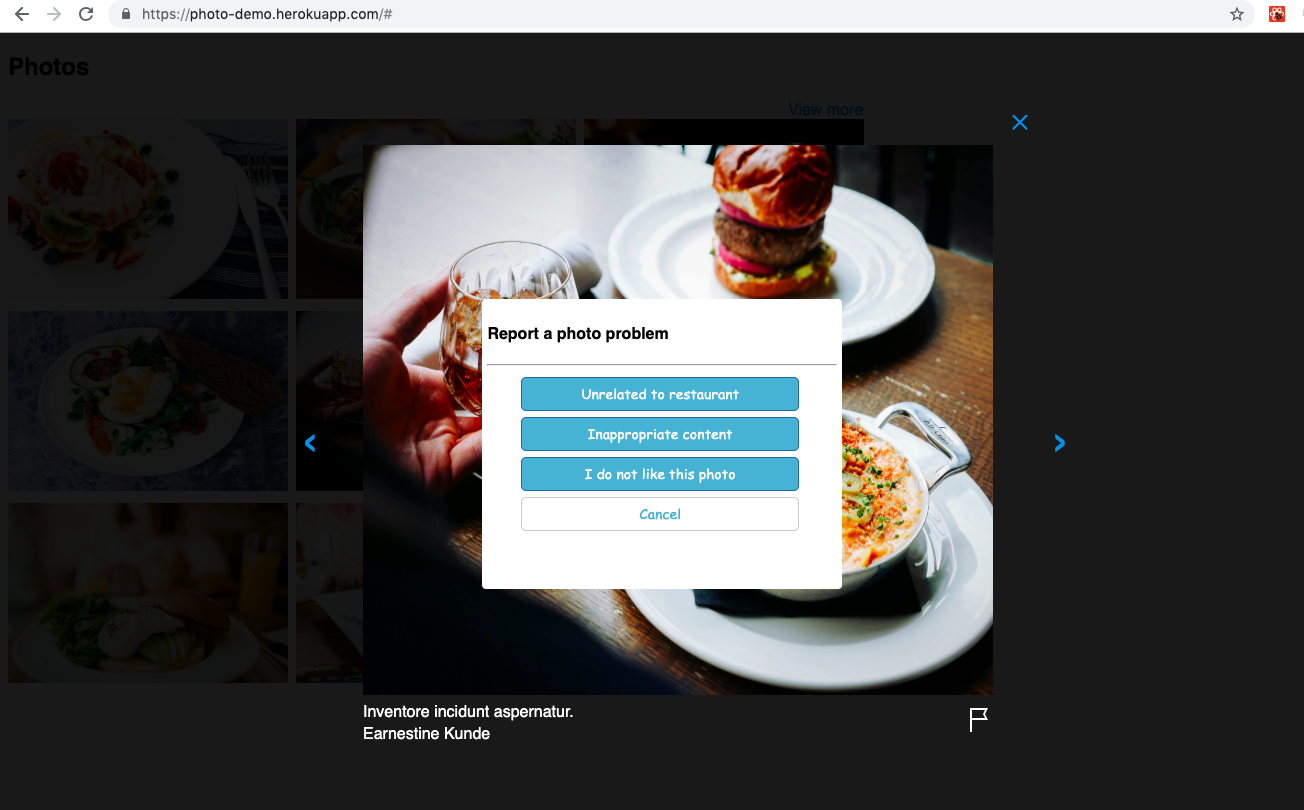 https://photo-demo.herokuapp.com/#
Photos
View more
Report a photo problem
Unrelated to restaurant
Inappropriate content
I do not like this photo
Cancel
Inventore incidunt aspernatur.
Earnestine Kunde